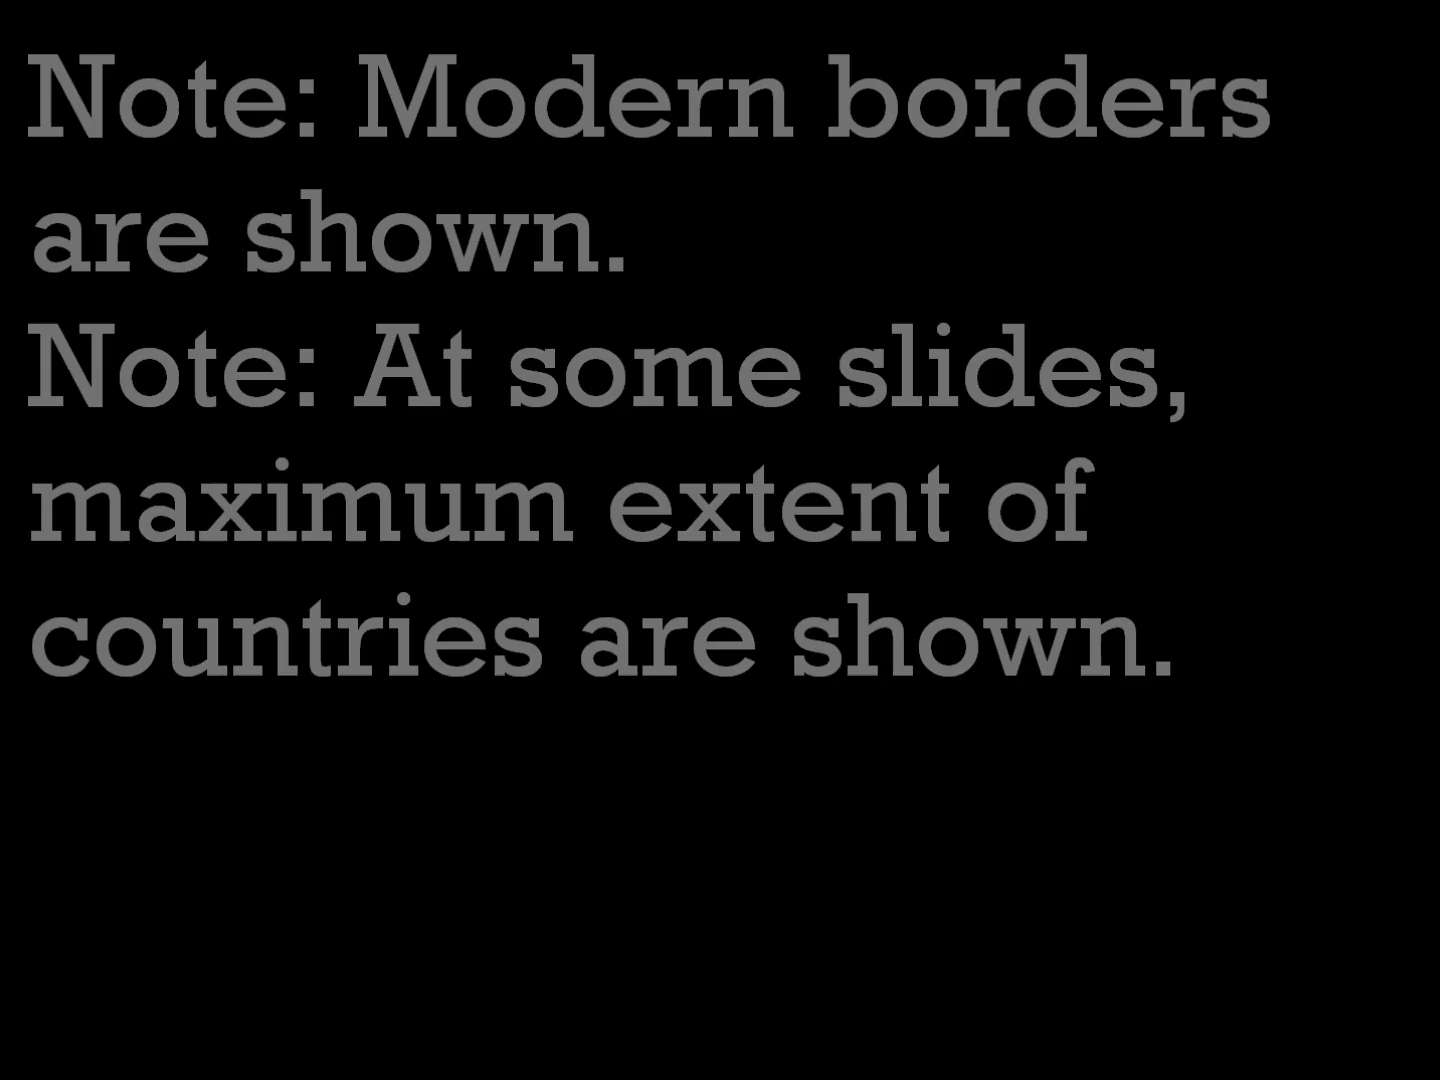 Note: Modern borders
are shown.
Note: At some slides,
maximum extent of
countries are shown.